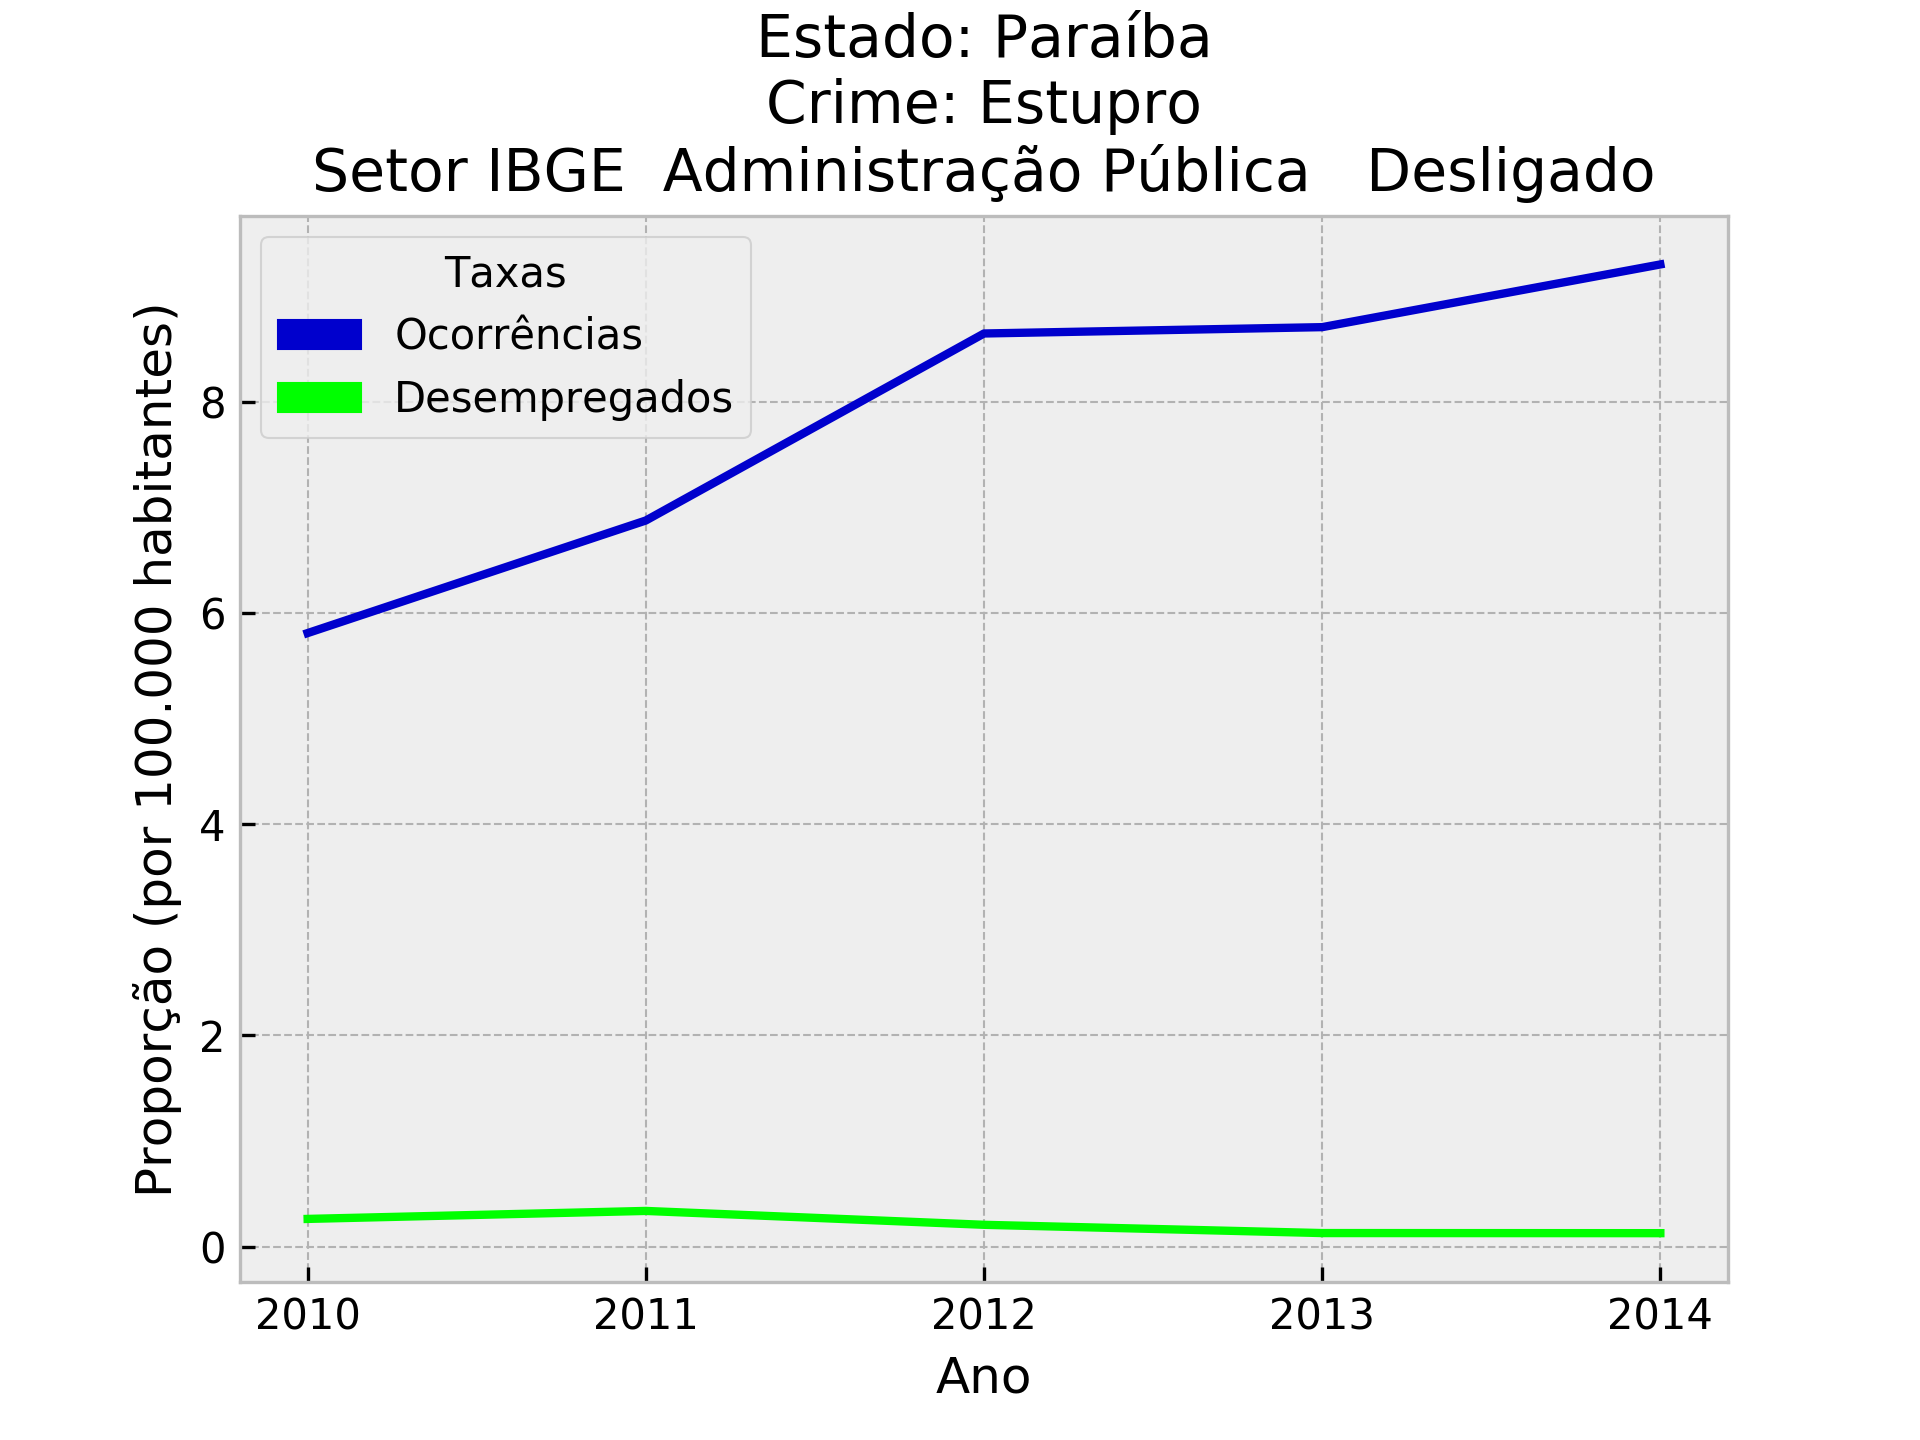 Estado: Paraíba
Crime: Estupro
Setor IBGE  Administração Pública   Desligado
Taxas
Ocorrências
Desempregados
Proporção (por 100.000 habitantes)
8
6
4
2
0
2010
2011
2012
2013
2014
Ano